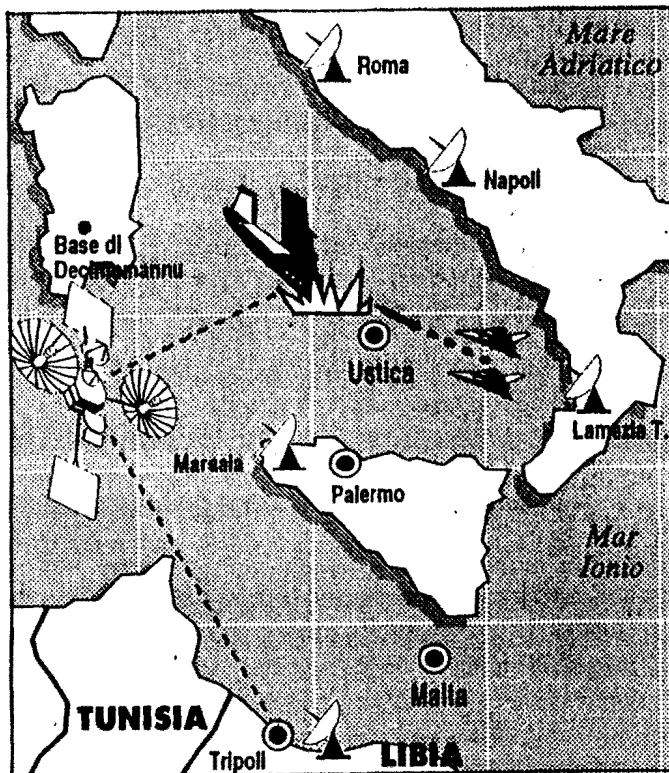 Mare
Adriatico
Roma
Napoli
Base di
Decimomannu
Ustica
Lamezia T.
Marsala
Palermo
Mar
Ionio
Malta
TUNISIA
Tripoli
LIBIA